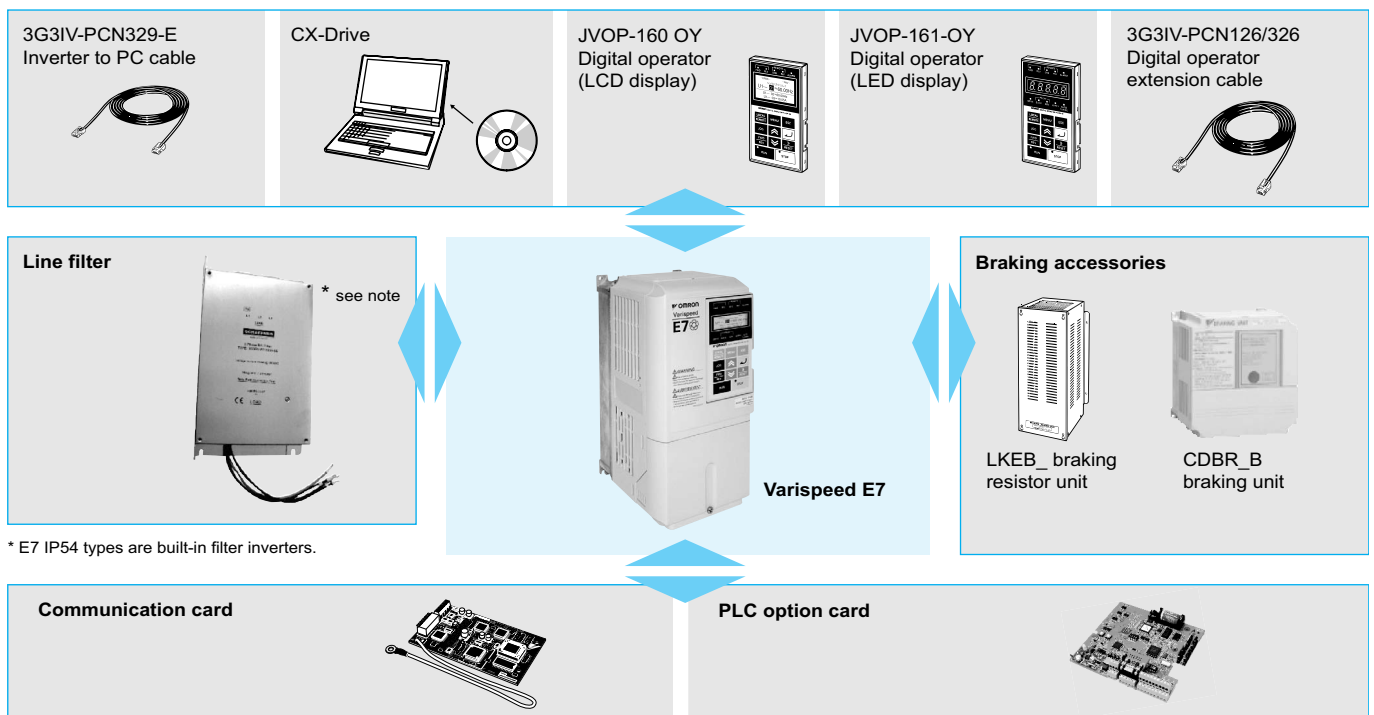 3G3IV-PCN329-E
Inverter to PC cable
CX-Drive
JVOP-160 OY
Digital operator
(LCD display)
JVOP-161-OY
Digital operator
(LED display)
3G3IV-PCN126/326
Digital operator
extension cable
Line filter
* see note
OMRON
Varispeed
E7
Varispeed E7
Braking accessories
LKEB_ braking
resistor unit
CDBR_B
braking unit
* E7 IP54 types are built-in filter inverters.
Communication card
PLC option card